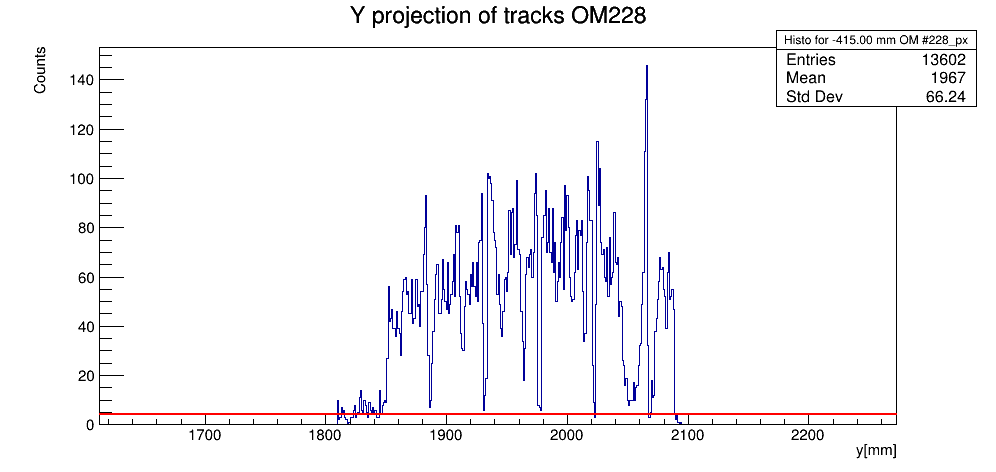 Y projection of tracks OM228
Histo for -415.00 mm OM #228_px
Entries 13602
Mean 1967
Std Dev 66.24
Counts
140
120
100
80
60
40
20
0
1700 1800 1900 2000 2100 2200
y[mm]